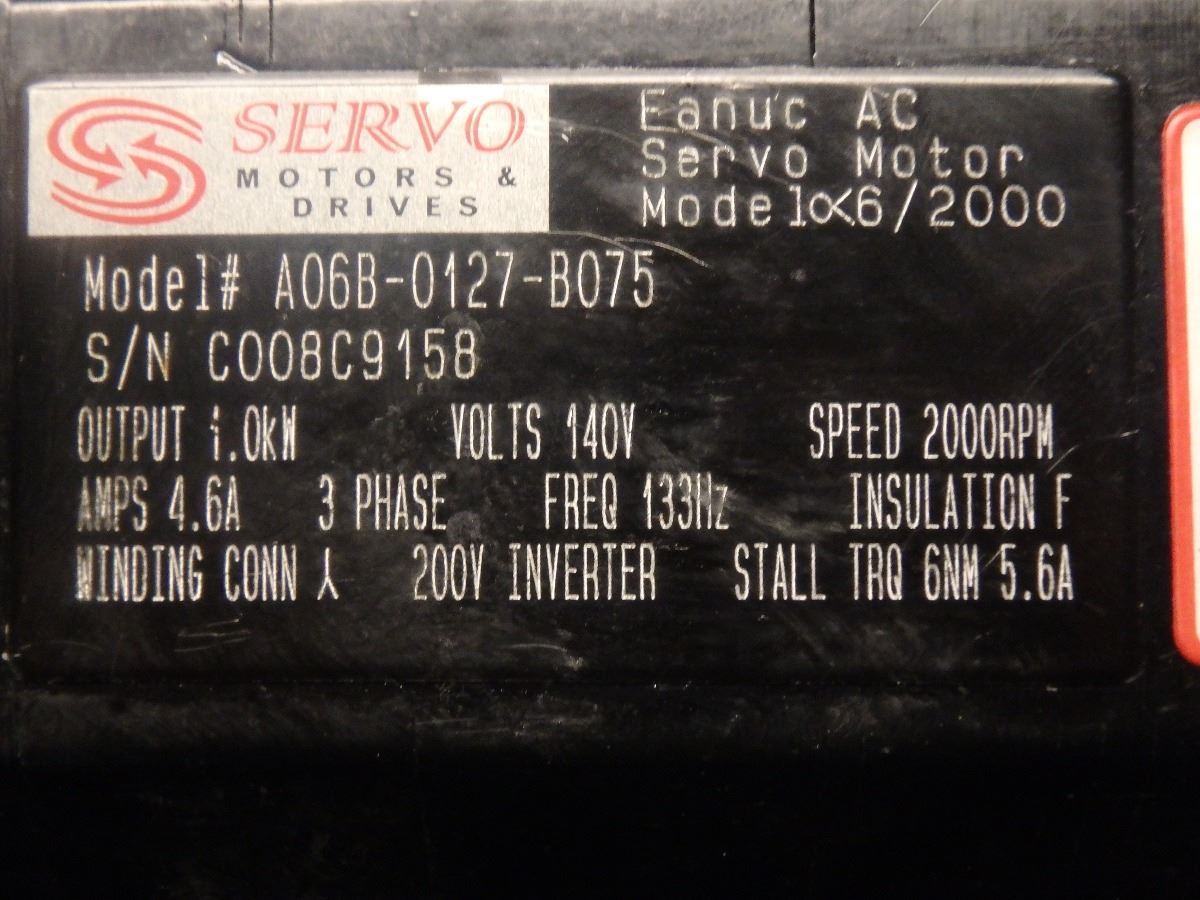 SERVO
MOTORS &
DRIVES
Fanuc AC
Servo Motor
Model α6/2000
Model# A06B-0127-B075
S/N C008C9158
OUTPUT 1.0kW VOLTS 140V SPEED 2000RPM
AMPS 4.6A 3 PHASE FREQ 133Hz INSULATION F
WINDING CONN ⅄ 200V INVERTER STALL TRQ 6NM 5.6A